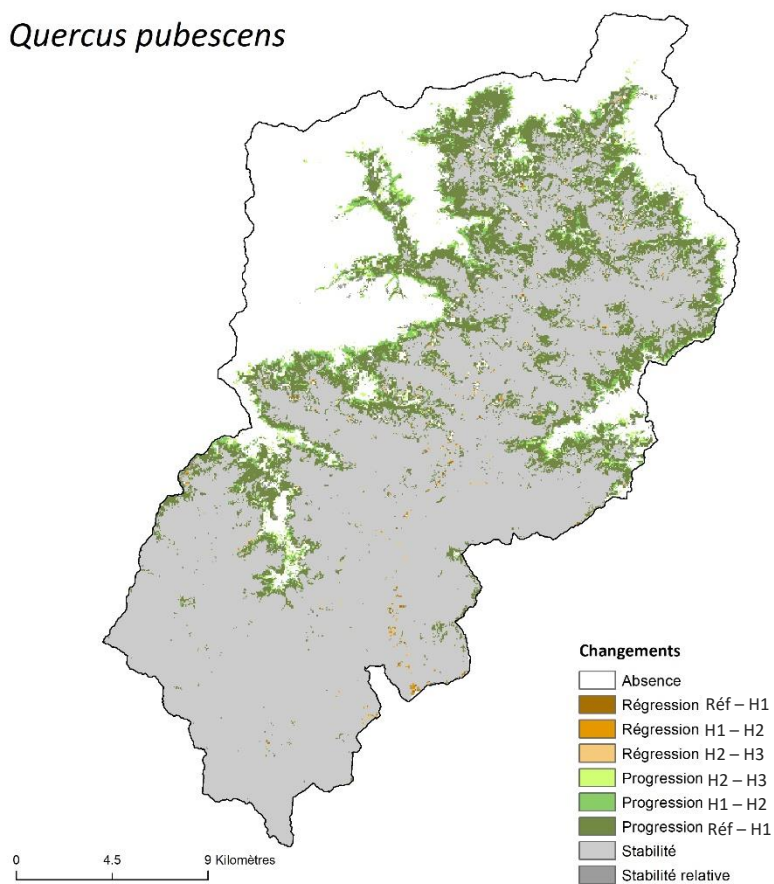 Quercus pubescens
Changements
Absence
Régression Réf – H1
Régression H1 – H2
Régression H2 – H3
Progression H2 – H3
Progression H1 – H2
Progression Réf – H1
Stabilité
Stabilité relative
0 4.5 9 Kilomètres